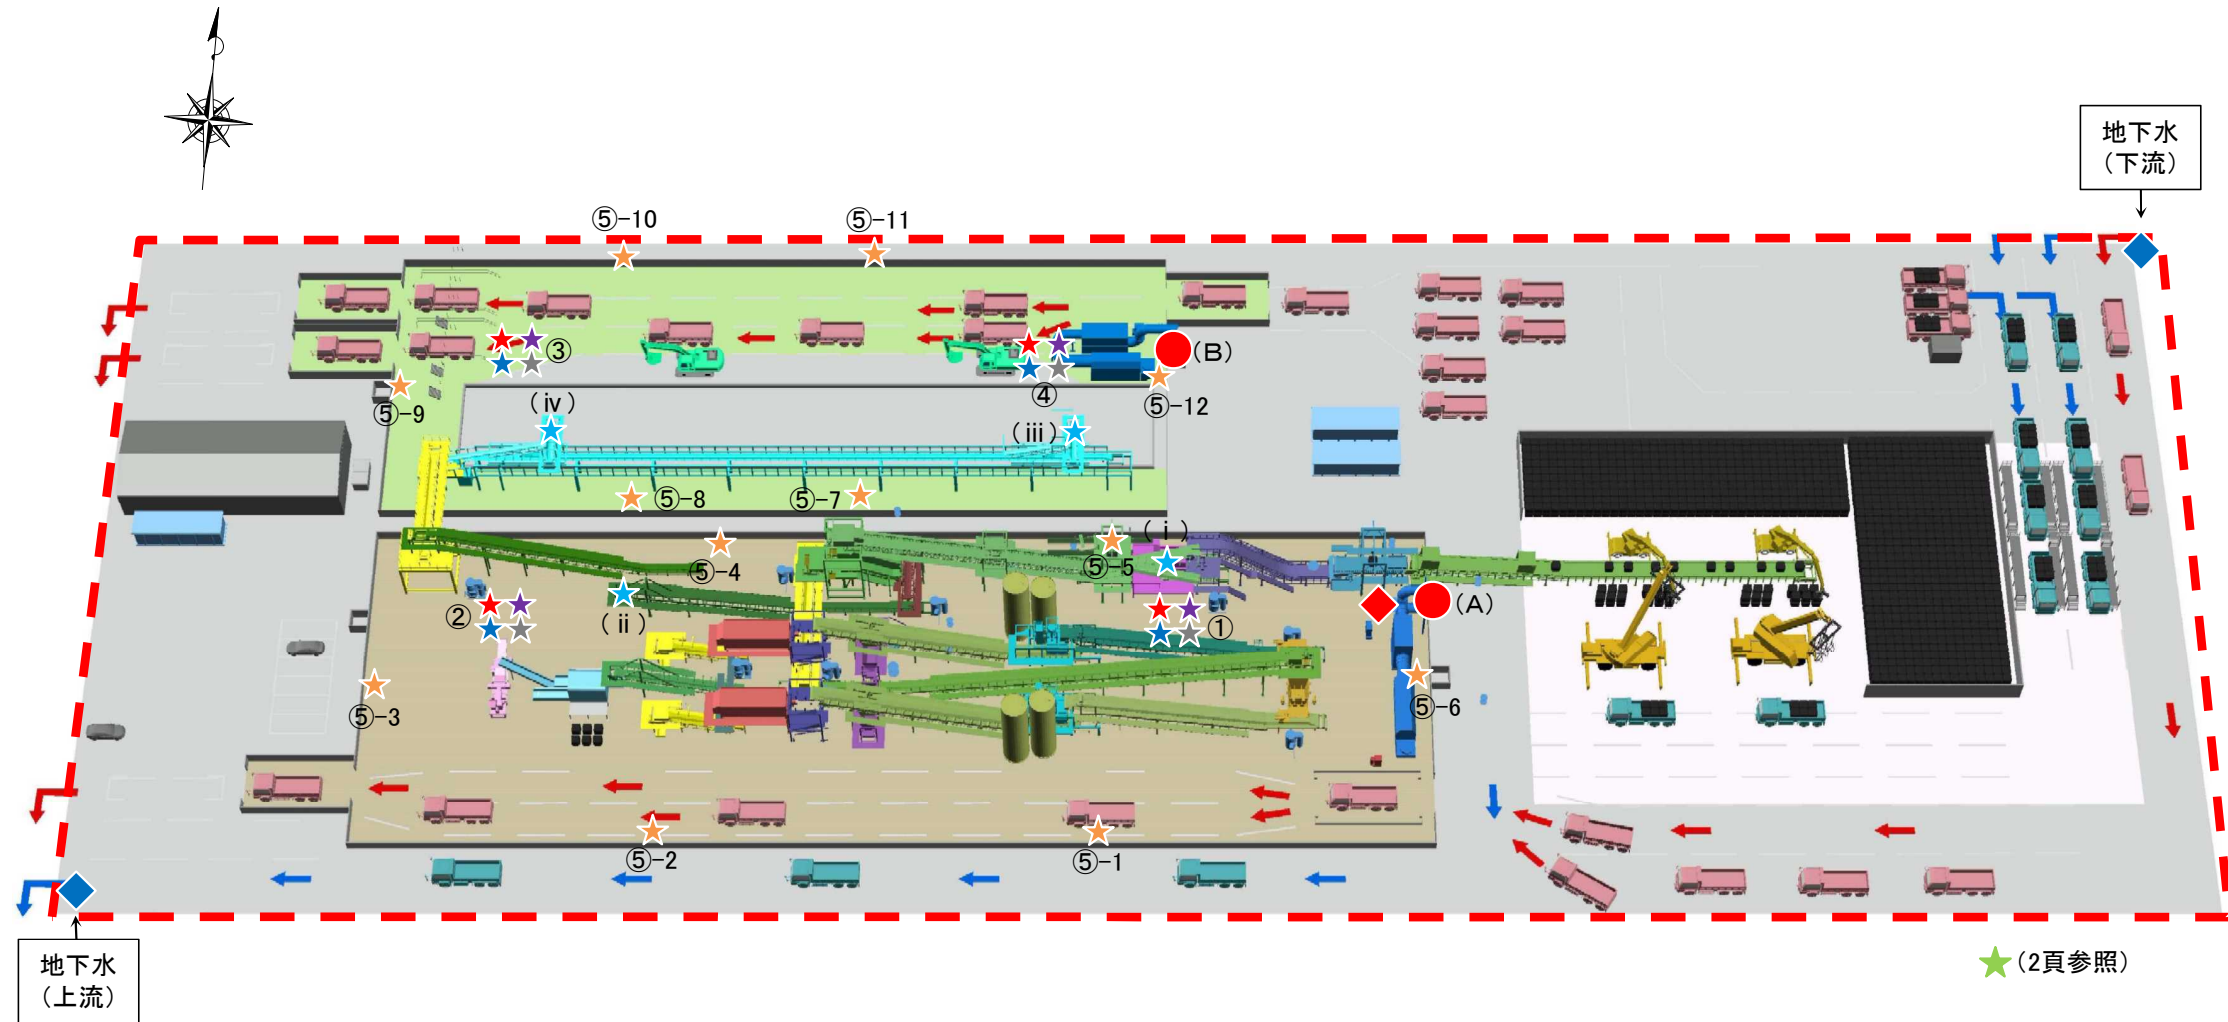 地下水
（下流）
⑤-10
⑤-11
③
（B）
④
⑤-9
⑤-12
（ⅳ）
（ⅲ）
⑤-8
⑤-7
（ⅰ）
⑤-4
⑤-5
②
（ⅱ）
①
（A）
⑤-3
⑤-6
⑤-2
⑤-1
地下水
（上流）
（2頁参照）